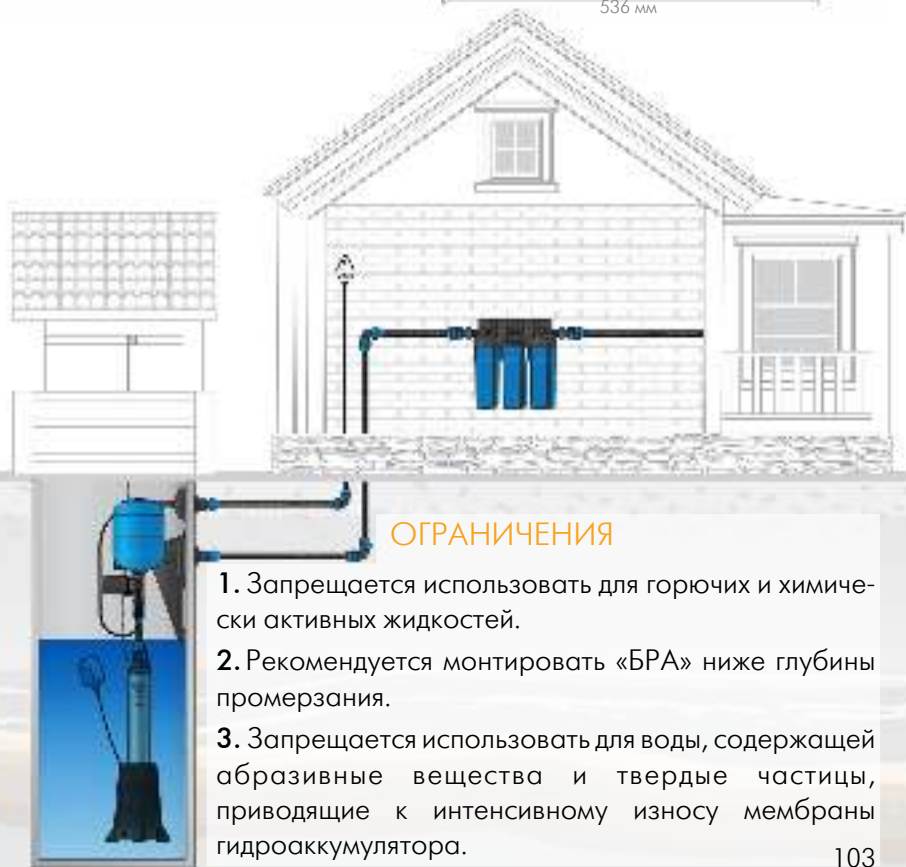 536 мм
ОГРАНИЧЕНИЯ
1. Запрещается использовать для горючих и химиче-
ски активных жидкостей.
2. Рекомендуется монтировать «БРА» ниже глубины
промерзания.
3. Запрещается использовать для воды, содержащей
абразивные вещества и твердые частицы,
приводящие к интенсивному износу мембраны
гидроаккумулятора.
103